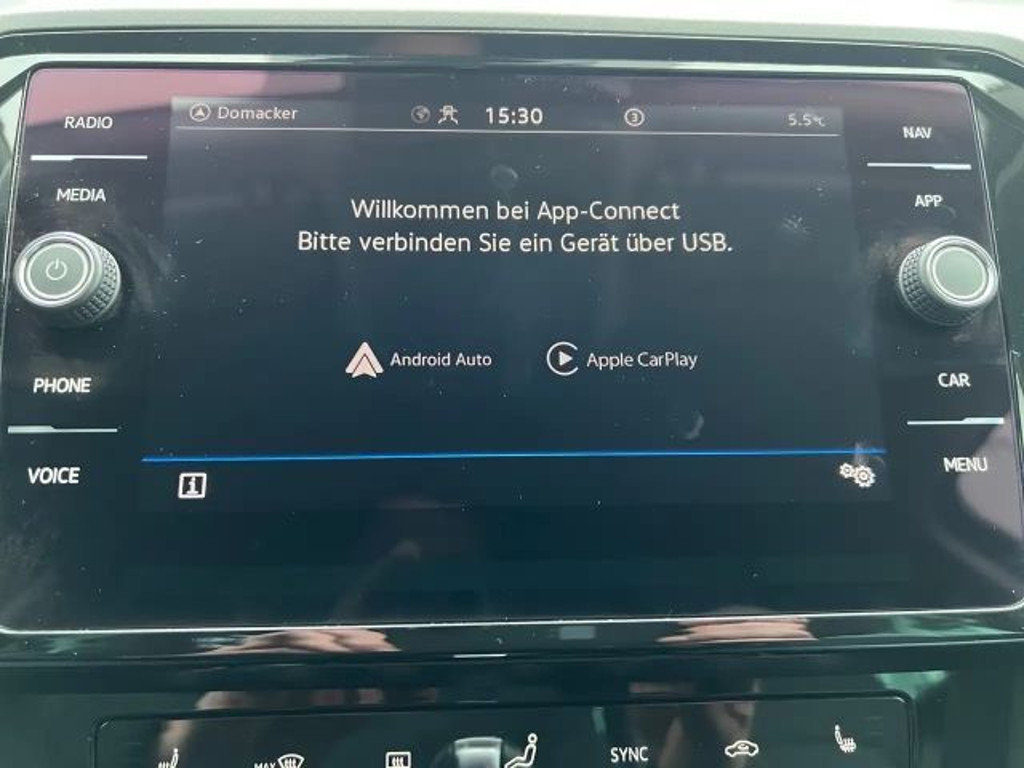 RADIO
MEDIA
PHONE
VOICE
Domacker
15:30
3
5.5°C
Willkommen bei App-Connect
Bitte verbinden Sie ein Gerät über USB.
Android Auto
Apple CarPlay
i
NAV
APP
CAR
MENU
MAX
SYNC